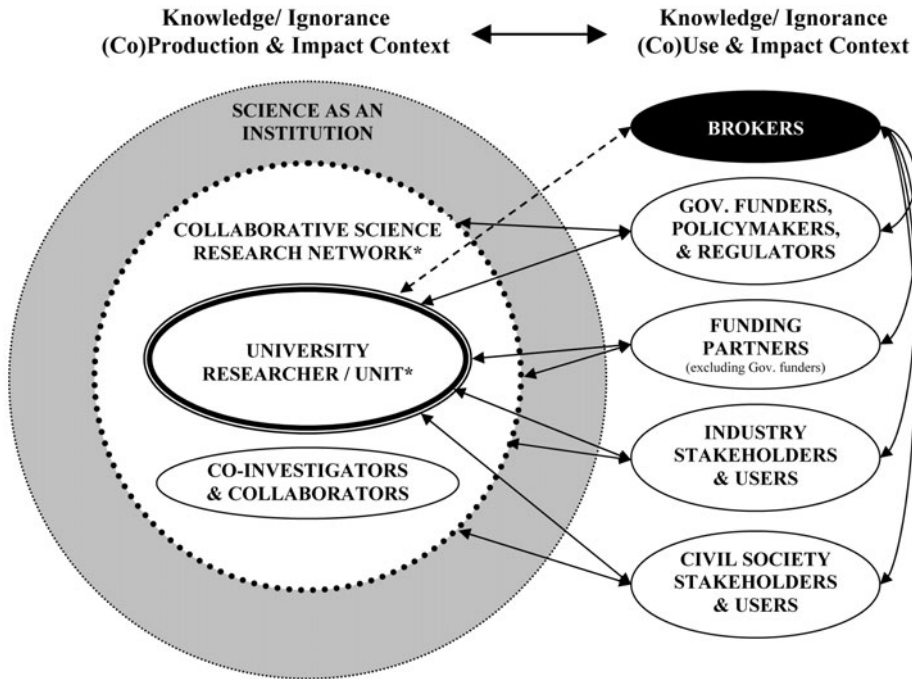 Knowledge/ Ignorance
(Co)Production & Impact Context
Knowledge/ Ignorance
(Co)Use & Impact Context
SCIENCE AS AN
INSTITUTION
COLLABORATIVE SCIENCE
RESEARCH NETWORK*
UNIVERSITY
RESEARCHER / UNIT*
CO-INVESTIGATORS
& COLLABORATORS
BROKERS
GOV. FUNDERS,
POLICYMAKERS,
& REGULATORS
FUNDING
PARTNERS
(excluding Gov. funders)
INDUSTRY
STAKEHOLDERS
& USERS
CIVIL SOCIETY
STAKEHOLDERS
& USERS